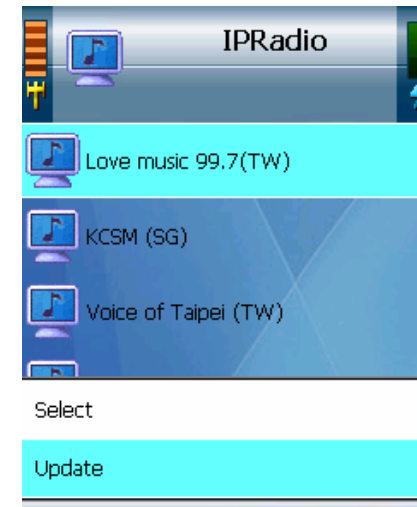 IPRadio
Love music 99.7(TW)
KCSM (SG)
Voice of Taipei (TW)
Select
Update